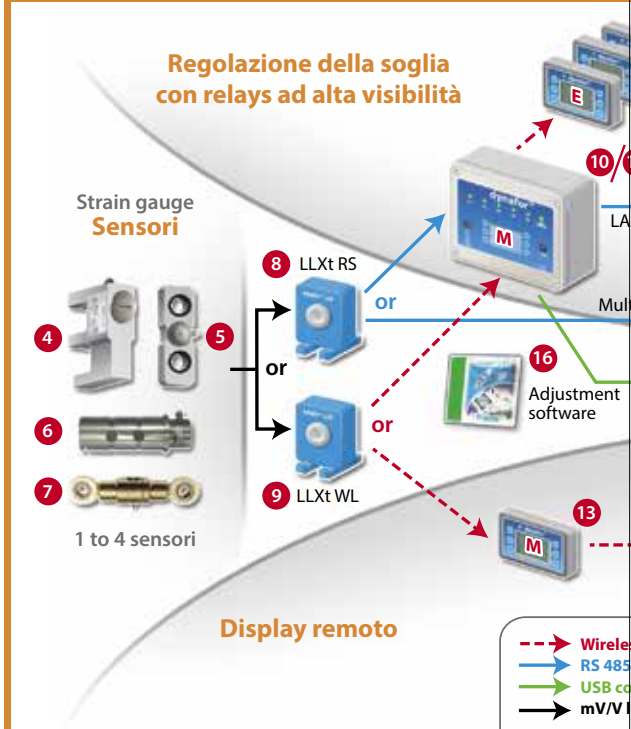 Regolazione della soglia
con relays ad alta visibilità
E
10/
dynafor
M
LA
Strain gauge
Sensori
8 LLXt RS
4
5
or
Mult
or
16
Adjustment
software
6
or
7
9 LLXt WL
13
M
1 to 4 sensori
Display remoto
Wireles
RS 485
USB co
mV/V l